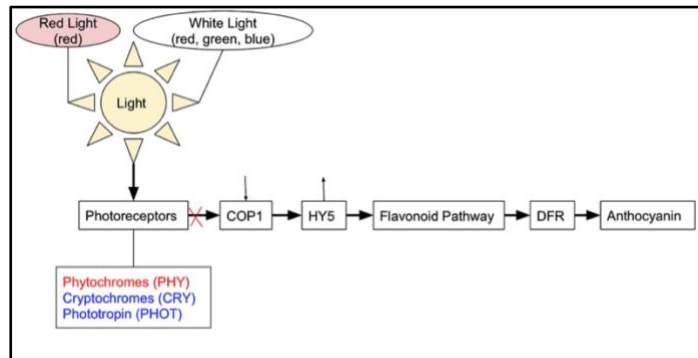 Red Light
(red)
White Light
(red, green, blue)
Light
Photoreceptors
COP1
HY5
Flavonoid Pathway
DFR
Anthocyanin
Phytochromes (PHY)
Cryptochromes (CRY)
Phototropin (PHOT)